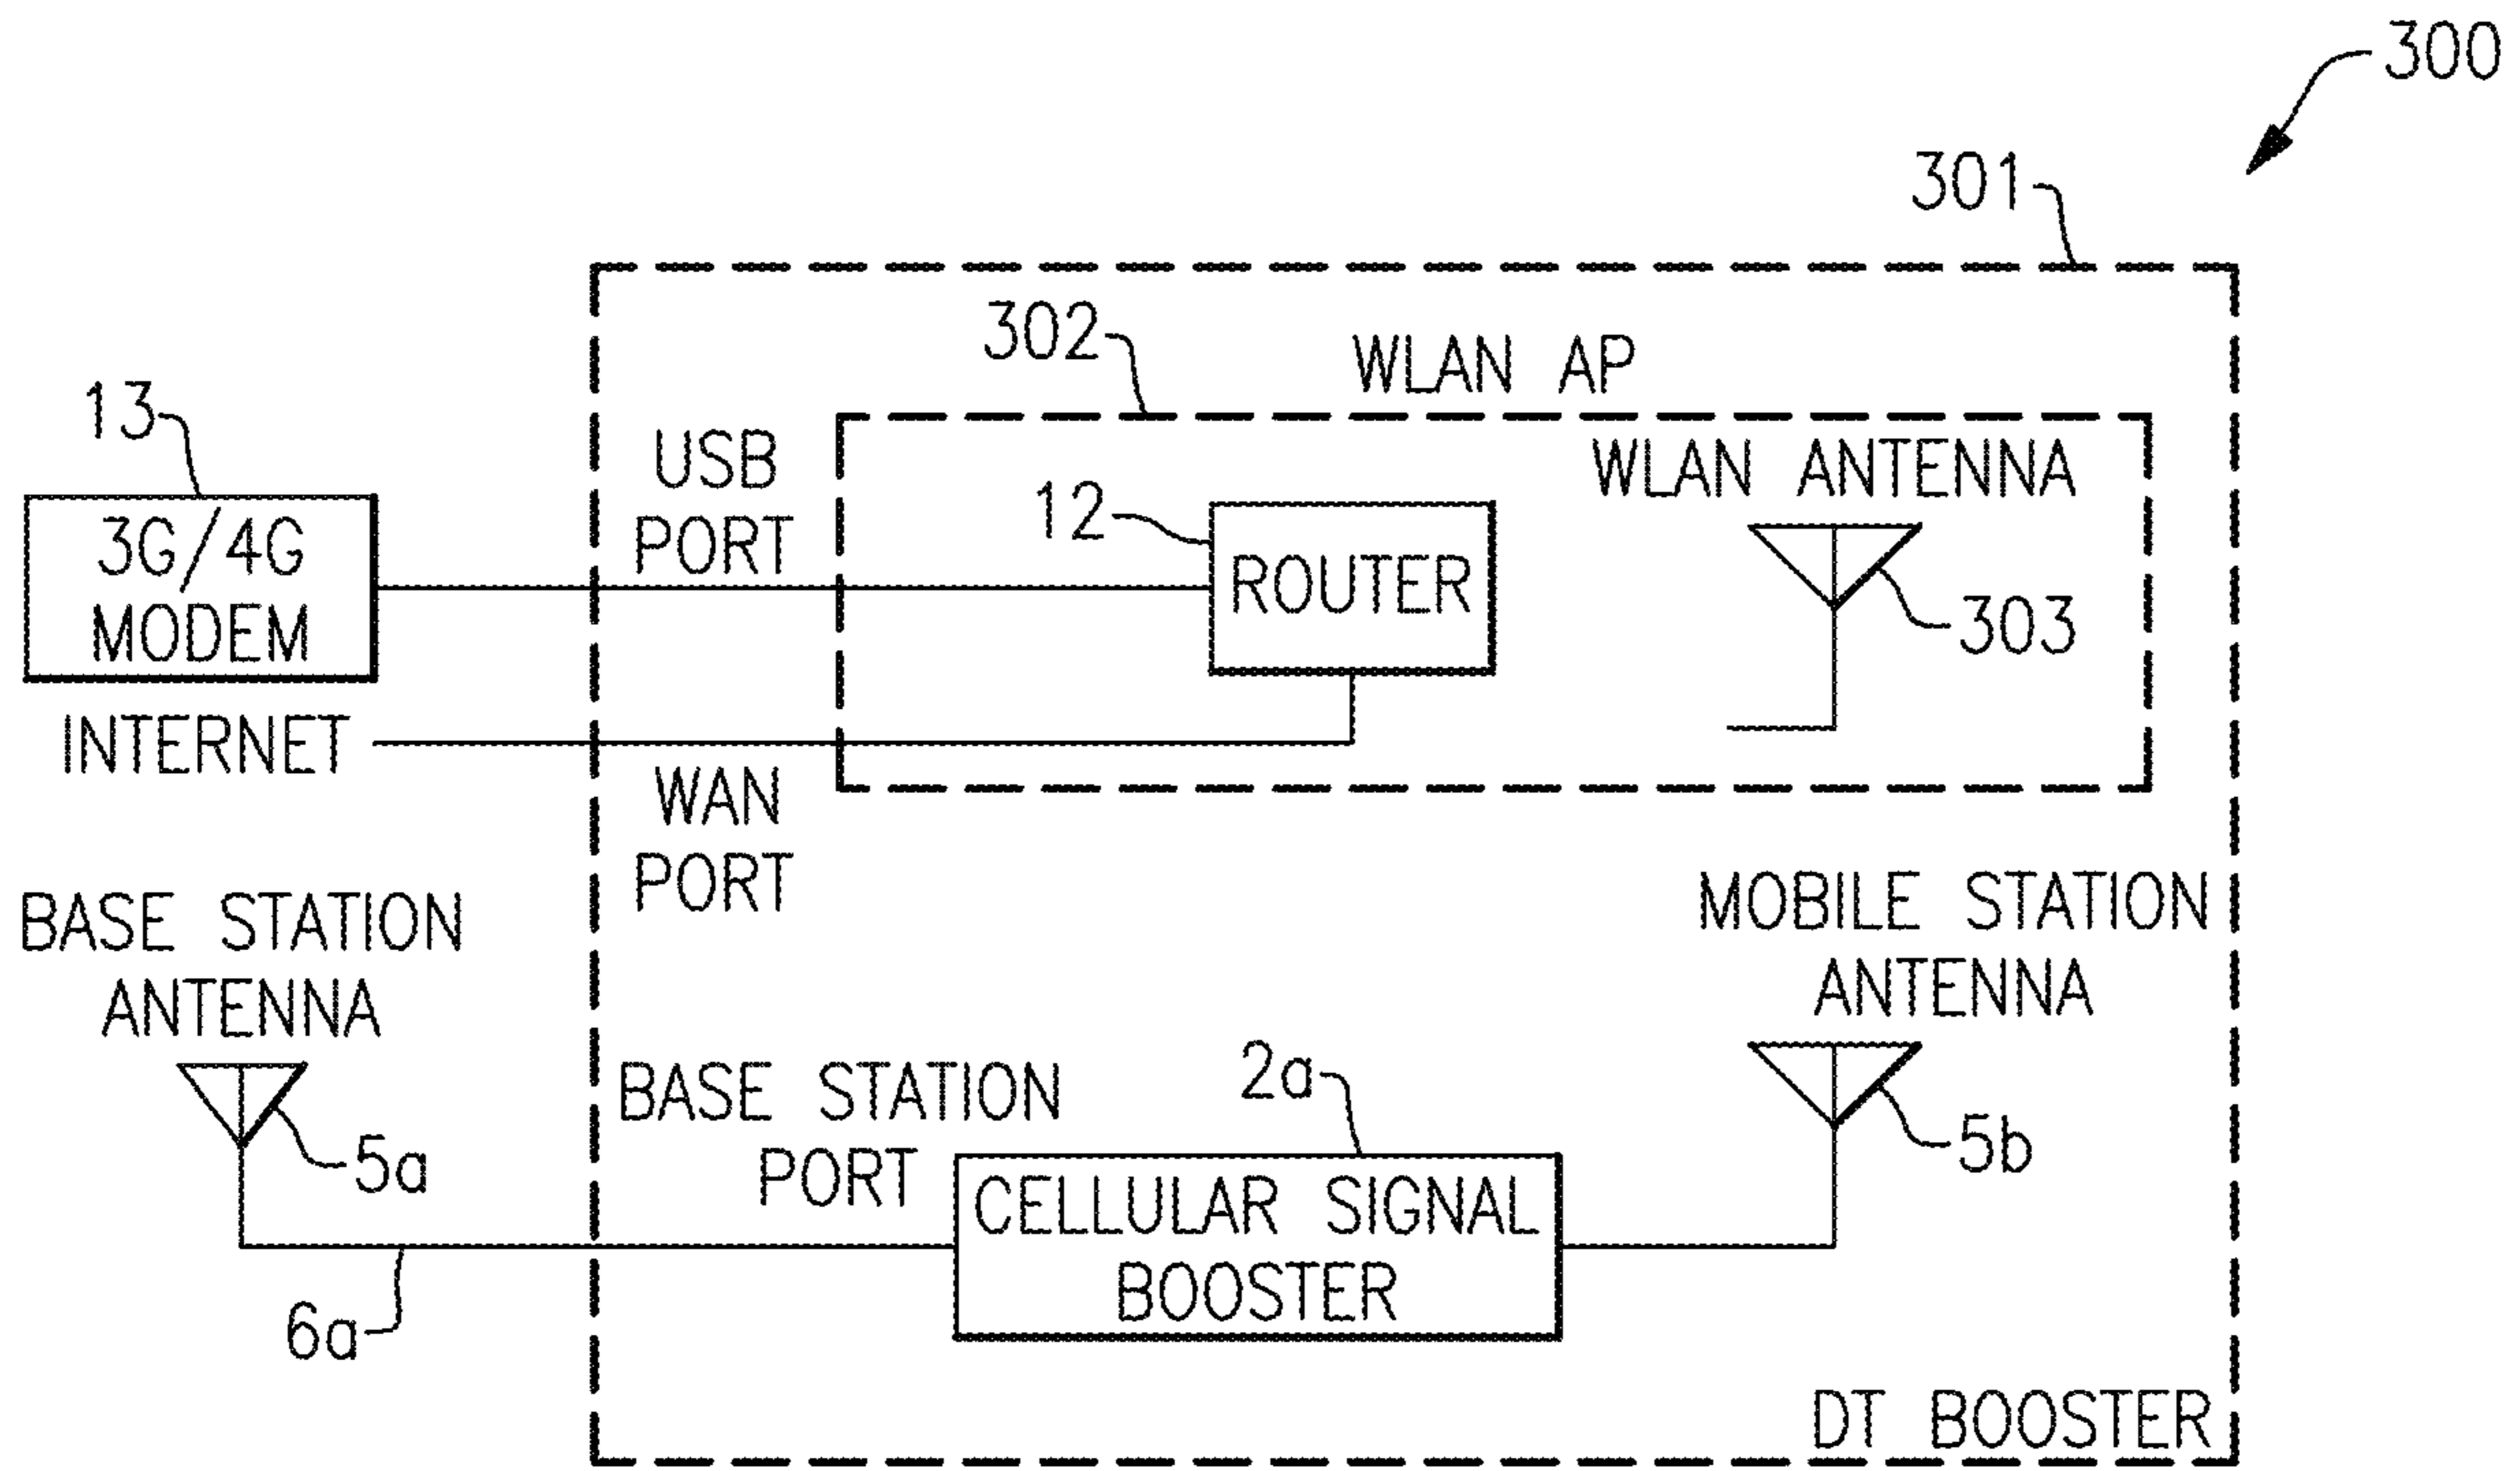 300
301
302
WLAN AP
13
USB
PORT
WLAN ANTENNA
12
3G/4G
MODEM
ROUTER
303
INTERNET
WAN
PORT
BASE STATION
ANTENNA
MOBILE STATION
ANTENNA
5a
BASE STATION
PORT
2a
5b
CELLULAR SIGNAL
BOOSTER
6a
DT BOOSTER